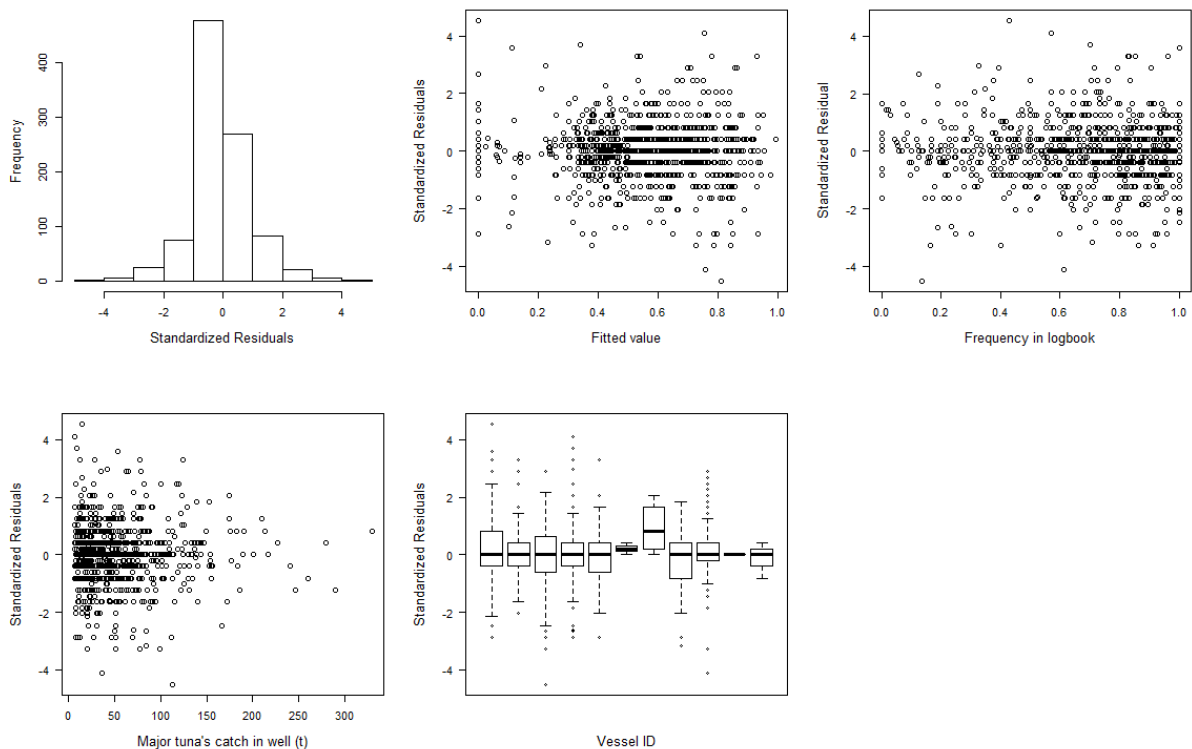 Frequency
0 100 200 300 400
-4 -2 0 2 4
Standardized Residuals
Standardized Residuals
-4 -2 0 2 4
0.0 0.2 0.4 0.6 0.8 1.0
Fitted value
Standardized Residual
-4 -2 0 2 4
0.0 0.2 0.4 0.6 0.8 1.0
Frequency in logbook
Standardized Residuals
-4 -2 0 2 4
0 50 100 150 200 250 300
Major tuna's catch in well (t)
Standardized Residuals
-4 -2 0 2 4
Vessel ID